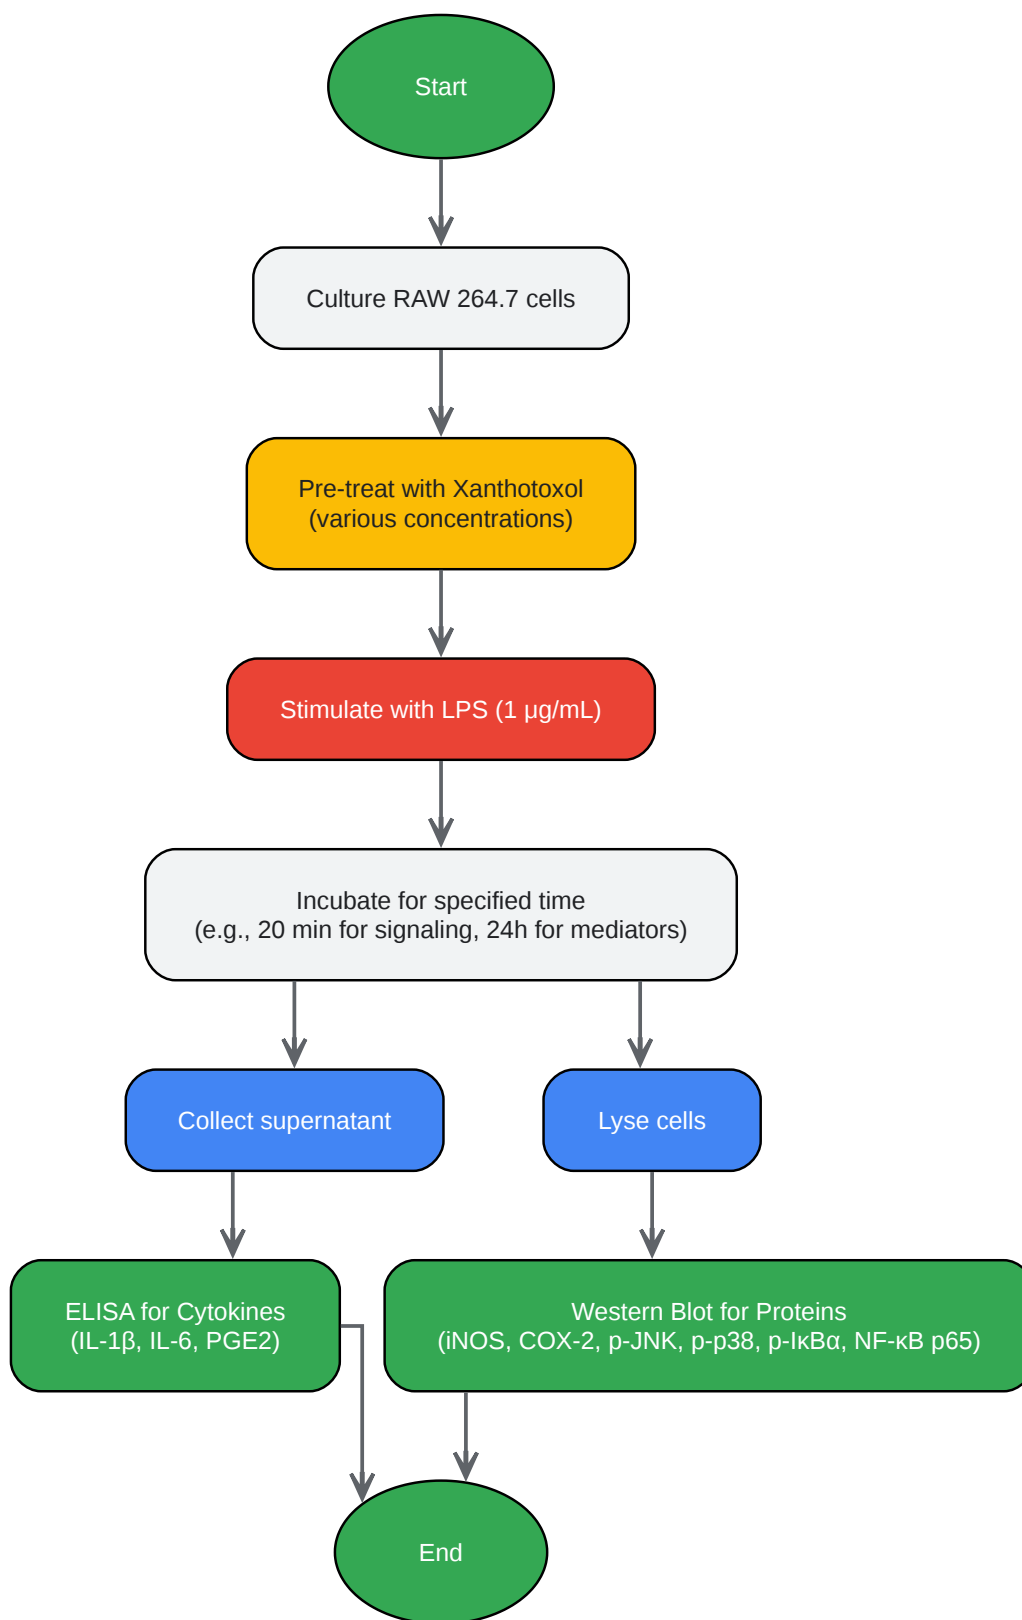 Start
Culture RAW 264.7 cells
Pre-treat with Xanthotoxol
(various concentrations)
Stimulate with LPS (1 μg/mL)
Incubate for specified time
(e.g., 20 min for signaling, 24h for mediators)
Collect supernatant
Lyse cells
ELISA for Cytokines
(IL-1β, IL-6, PGE2)
Western Blot for Proteins
(iNOS, COX-2, p-JNK, p-p38, p-IκBα, NF-κB p65)
End